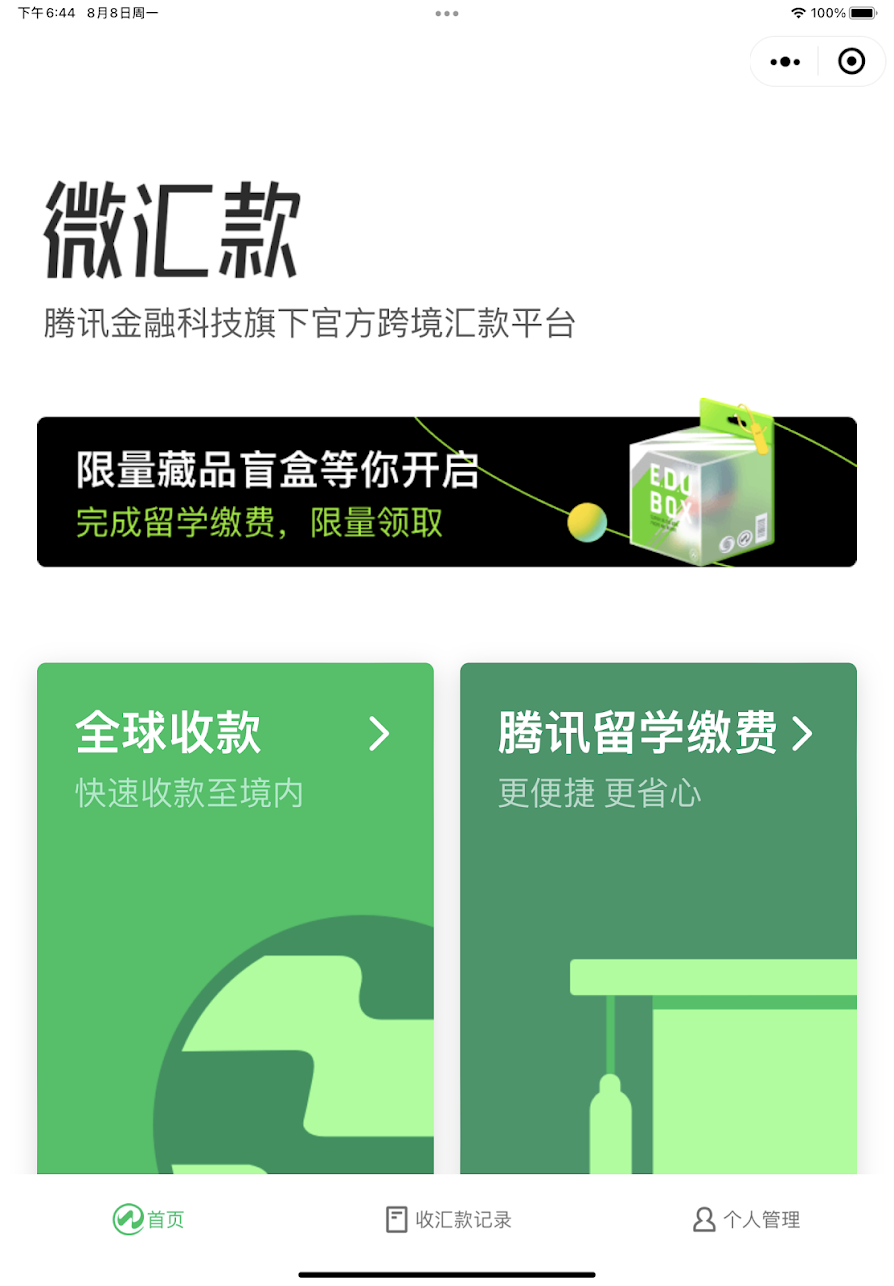 下午6:44 8月8日周一
100%
微汇款
腾讯金融科技旗下官方跨境汇款平台
限量藏品盲盒等你开启
完成留学缴费，限量领取
EDU
BOX
全球收款
快速收款至境内
腾讯留学缴费
更便捷 更省心
首页
收汇款记录
个人管理